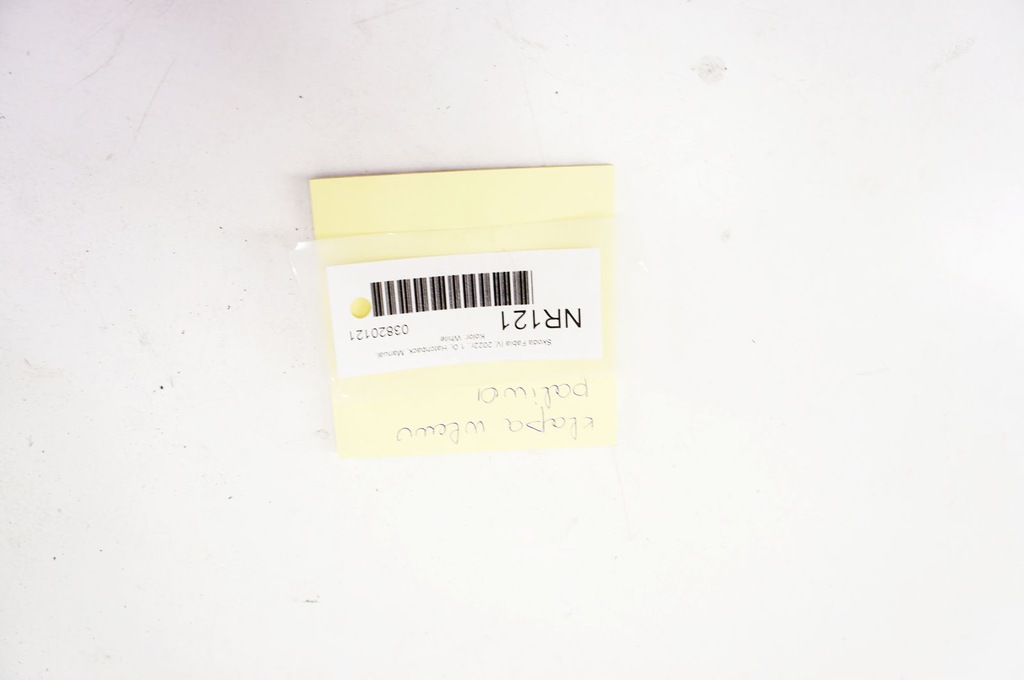 klapa wlewu
paliwa
Skoda Fabia IV, 2022r., 1.0i, Hatchback, Manual
Kolor: White
NR121
03820121